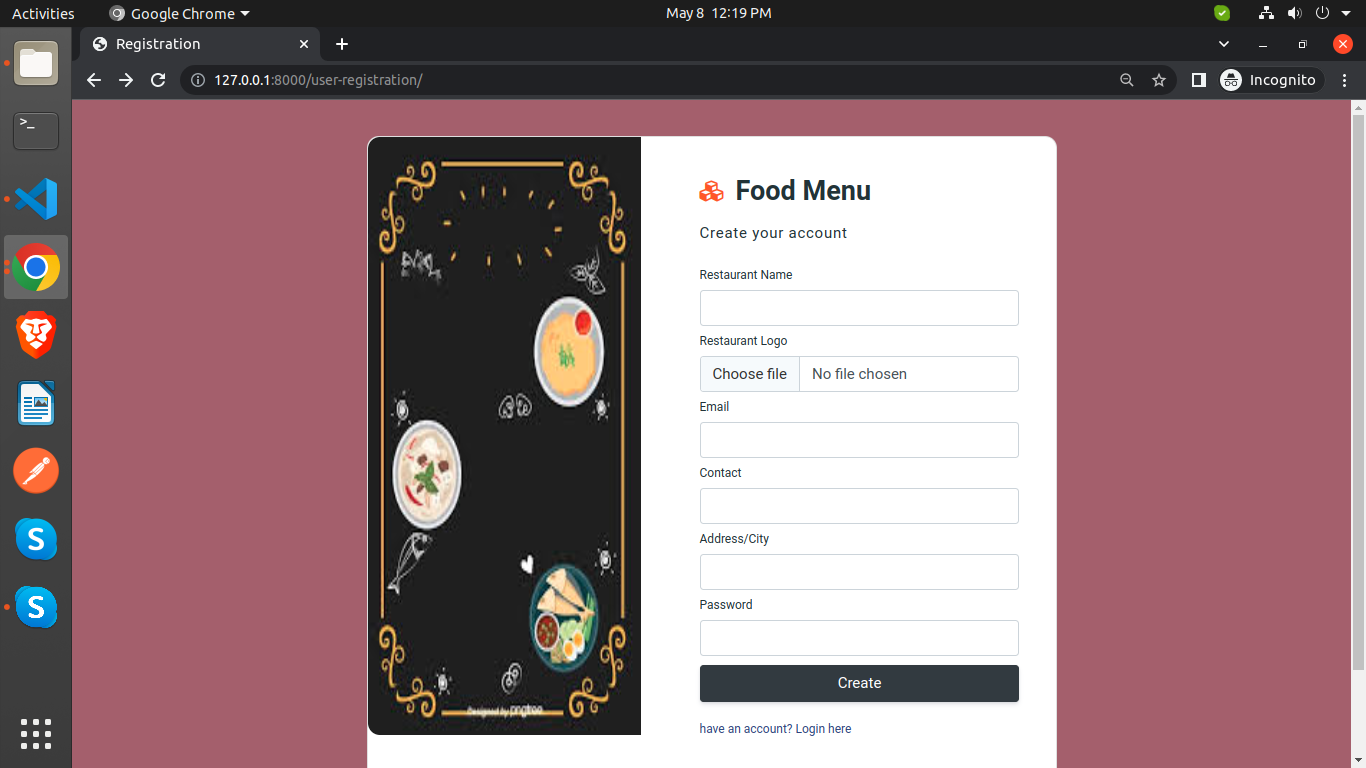 Activities
Google Chrome
May 8 12:19 PM
Registration
127.0.0.1:8000/user-registration/
Incognito
>_
Food Menu
Create your account
Restaurant Name
Restaurant Logo
Choose file
No file chosen
Email
Contact
Address/City
Password
Create
have an account? Login here
Designed by pngtree
S
S